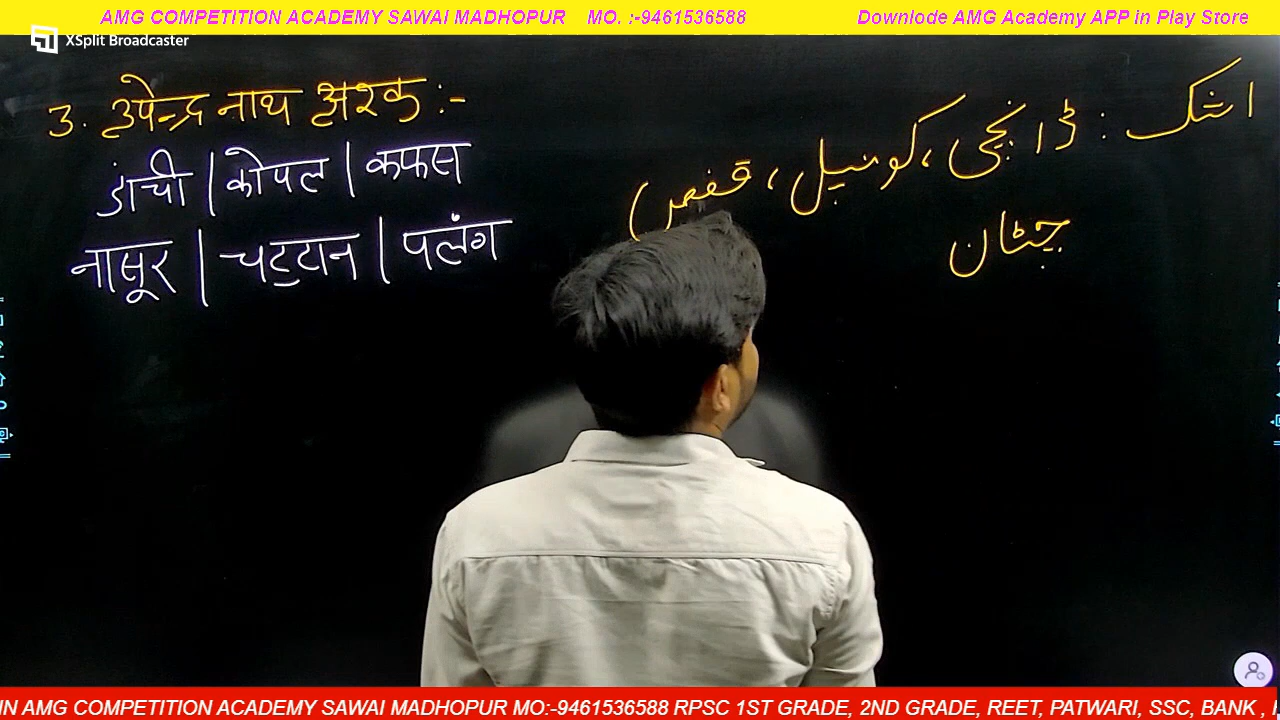 AMG COMPETITION ACADEMY SAWAI MADHOPUR MO. :-9461536588 Downlode AMG Academy APP in Play Store
XSplit Broadcaster
3. उपेन्द्र नाथ अश्क :-
डांची | कोपल | कफस
नासूर | चट्टान | पलंग
اشک : ڈانچی، کونپل، قفس)
چٹان
IN AMG COMPETITION ACADEMY SAWAI MADHOPUR MO:-9461536588 RPSC 1ST GRADE, 2ND GRADE, REET, PATWARI, SSC, BANK ,